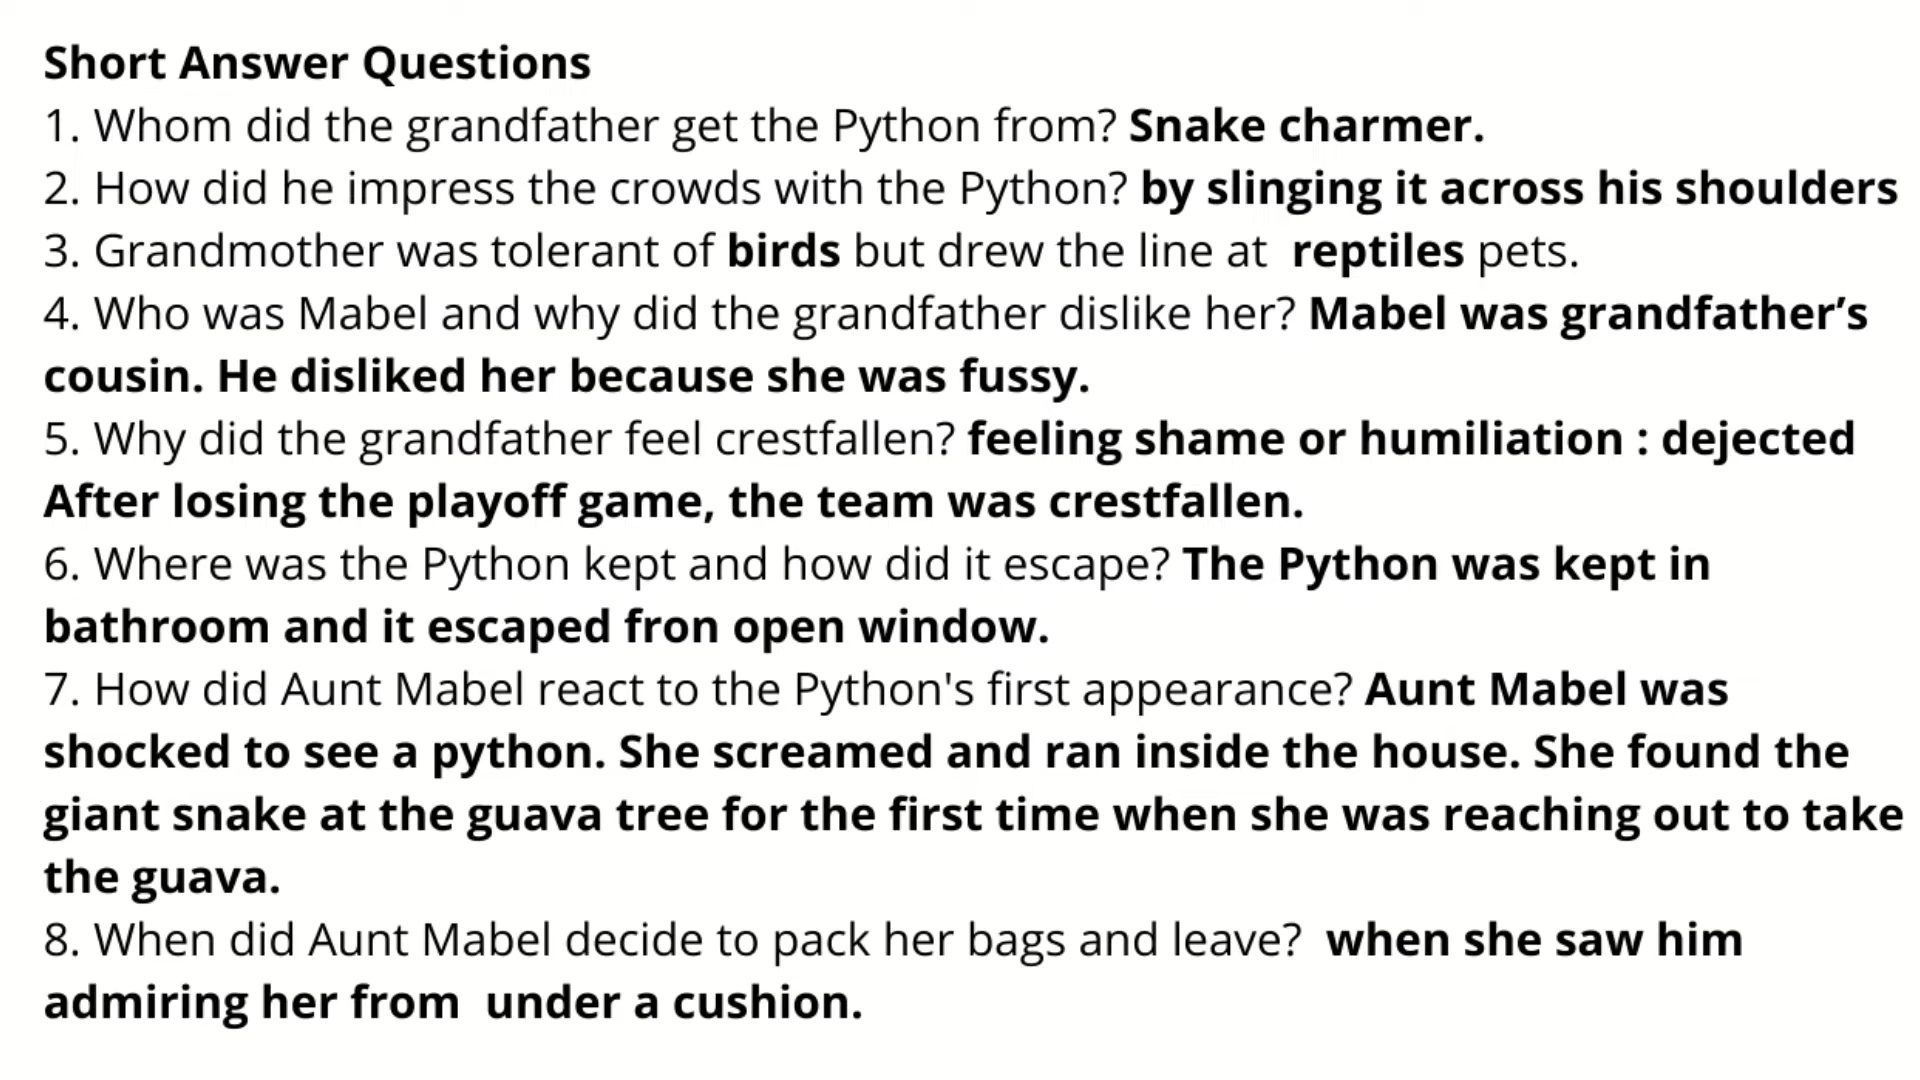 Short Answer Questions
1. Whom did the grandfather get the Python from? Snake charmer.
2. How did he impress the crowds with the Python? by slinging it across his shoulders
3. Grandmother was tolerant of birds but drew the line at  reptiles pets.
4. Who was Mabel and why did the grandfather dislike her? Mabel was grandfather’s
cousin. He disliked her because she was fussy.
5. Why did the grandfather feel crestfallen? feeling shame or humiliation : dejected
After losing the playoff game, the team was crestfallen.
6. Where was the Python kept and how did it escape? The Python was kept in
bathroom and it escaped fron open window.
7. How did Aunt Mabel react to the Python's first appearance? Aunt Mabel was
shocked to see a python. She screamed and ran inside the house. She found the
giant snake at the guava tree for the first time when she was reaching out to take
the guava.
8. When did Aunt Mabel decide to pack her bags and leave?  when she saw him
admiring her from  under a cushion.